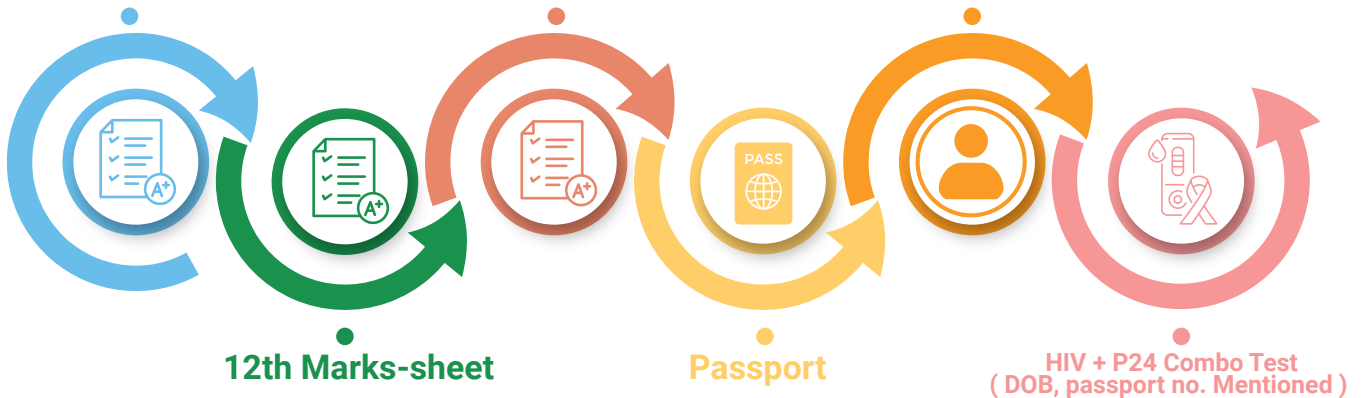 A+
A+
A+
PASS
12th Marks-sheet
Passport
HIV + P24 Combo Test
( DOB, passport no. Mentioned )